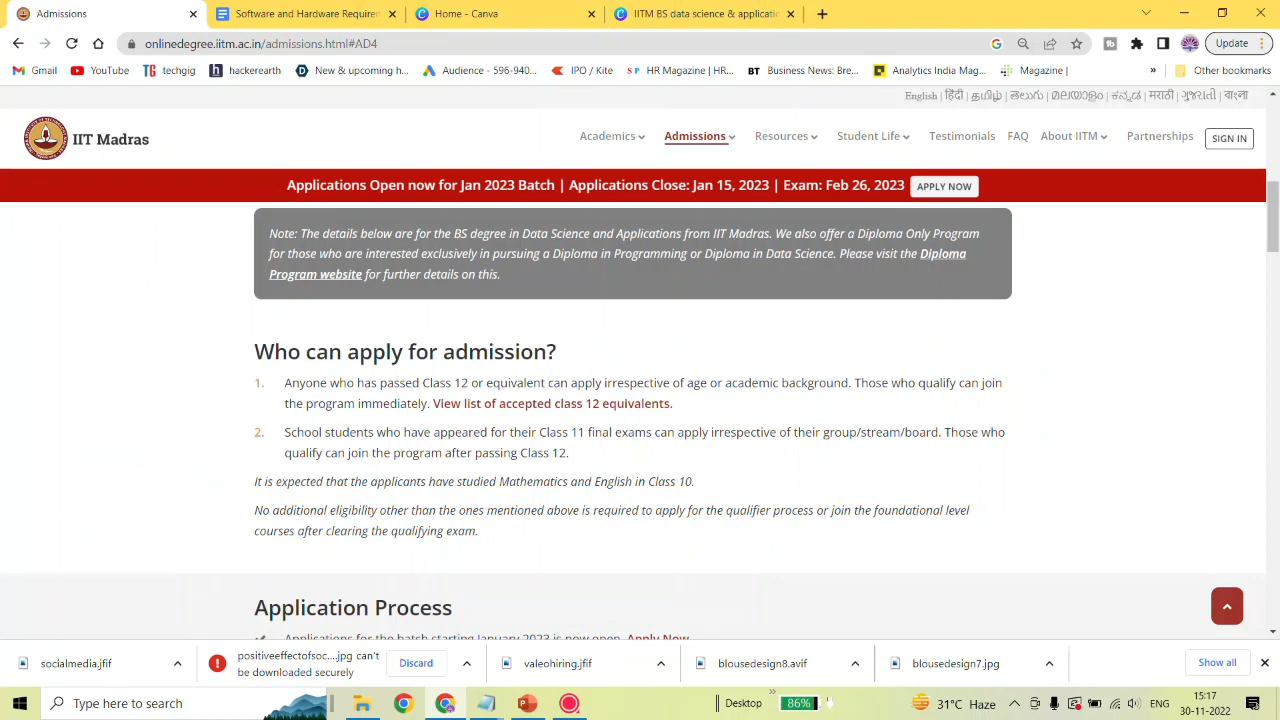 Admissions
Software and Hardware Requiren
Home - Canva
IITM BS data science & applicatio
onlinedegree.iitm.ac.in/admissions.html#AD4
Update
Gmail
YouTube
techgig
hackerearth
New & upcoming h...
Audience - 596-940...
IPO / Kite
HR Magazine | HR...
Business News: Bre...
Analytics India Mag...
Magazine |
»
Other bookmarks
English | हिंदी | தமிழ் | తెలుగు | മലയാളം | ಕನ್ನಡ | मराठी | ગુજરાતી | বাংলা
IIT Madras
Academics
Admissions
Resources
Student Life
Testimonials
FAQ
About IITM
Partnerships
SIGN IN
Applications Open now for Jan 2023 Batch | Applications Close: Jan 15, 2023 | Exam: Feb 26, 2023
APPLY NOW
Note: The details below are for the BS degree in Data Science and Applications from IIT Madras. We also offer a Diploma Only Program
for those who are interested exclusively in pursuing a Diploma in Programming or Diploma in Data Science. Please visit the Diploma
Program website for further details on this.
Who can apply for admission?
1. Anyone who has passed Class 12 or equivalent can apply irrespective of age or academic background. Those who qualify can join
the program immediately. View list of accepted class 12 equivalents.
2. School students who have appeared for their Class 11 final exams can apply irrespective of their group/stream/board. Those who
qualify can join the program after passing Class 12.
It is expected that the applicants have studied Mathematics and English in Class 10.
No additional eligibility other than the ones mentioned above is required to apply for the qualifier process or join the foundational level
courses after clearing the qualifying exam.
Application Process
Applications for the batch starting January 2023 is now open. Apply Now
socialmedia.jfif
positiveeffectofsoc....jpg can't
be downloaded securely
Discard
valeohiring.jfif
blousedesign8.avif
blousedesign7.jpg
Show all
Type here to search
Desktop
»
86%
31°C Haze
ENG
15:17
30-11-2022